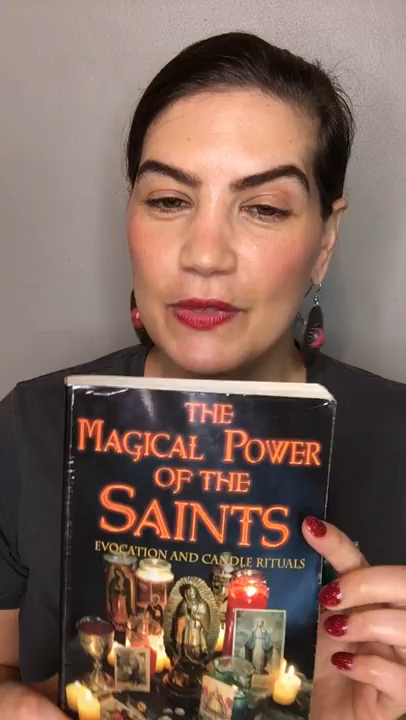 THE
MAGICAL POWER
OF THE
SAINTS
EVOCATION AND CANDLE RITUALS